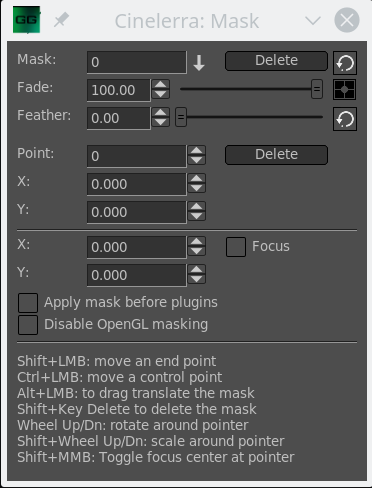 GG Cinelerra: Mask
Mask: 0 Delete
Fade: 100.00
Feather: 0.00
Point: 0 Delete
X: 0.000
Y: 0.000
X: 0.000 Focus
Y: 0.000
Apply mask before plugins
Disable OpenGL masking
Shift+LMB: move an end point
Ctrl+LMB: move a control point
Alt+LMB: to drag translate the mask
Shift+Key Delete to delete the mask
Wheel Up/Dn: rotate around pointer
Shift+Wheel Up/Dn: scale around pointer
Shift+MMB: Toggle focus center at pointer